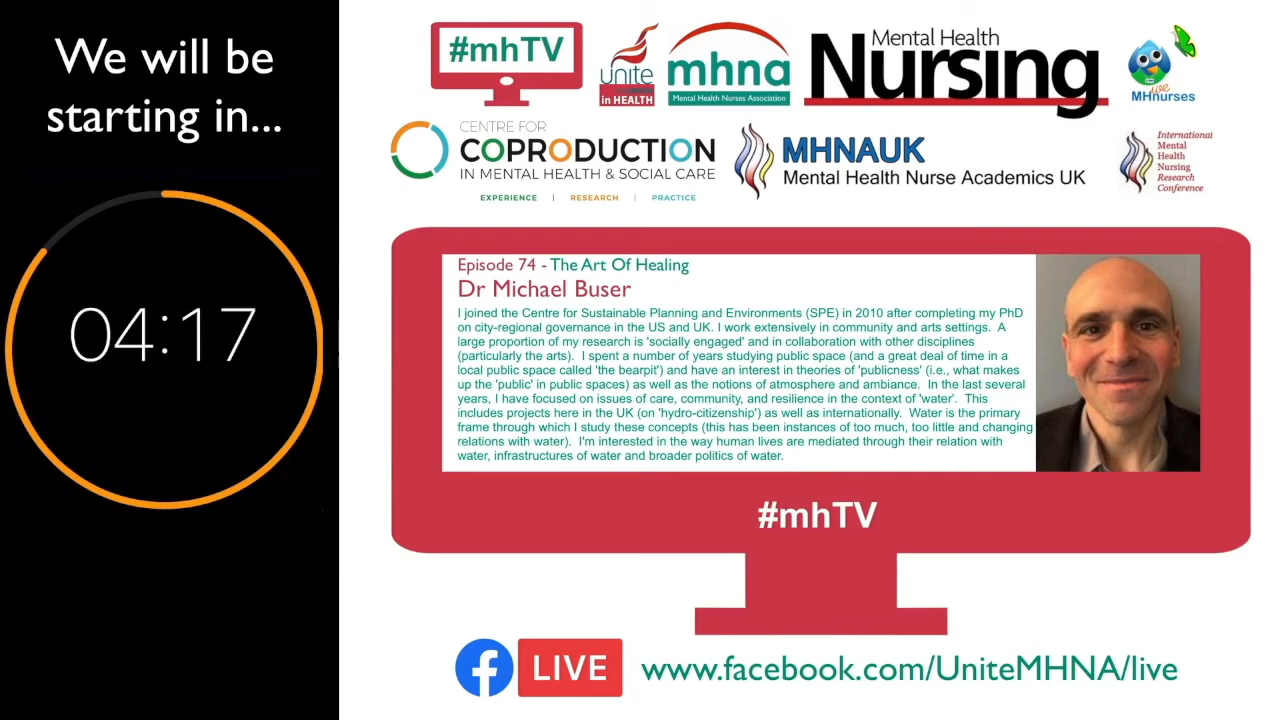 We will be
starting in...
04:17
#mhTV
unite
in HEALTH
mhna
Mental Health Nurses Association
Mental Health
Nursing
we
MHnurses
CENTRE FOR
COPRODUCTION
IN MENTAL HEALTH & SOCIAL CARE
EXPERIENCE | RESEARCH | PRACTICE
MHNAUK
Mental Health Nurse Academics UK
International
Mental
Health
Nursing
Research
Conference
Episode 74 - The Art Of Healing
Dr Michael Buser
I joined the Centre for Sustainable Planning and Environments (SPE) in 2010 after completing my PhD
on city-regional governance in the US and UK. I work extensively in community and arts settings. A
large proportion of my research is 'socially engaged' and in collaboration with other disciplines
(particularly the arts). I spent a number of years studying public space (and a great deal of time in a
local public space called 'the bearpit') and have an interest in theories of 'publicness' (i.e., what makes
up the 'public' in public spaces) as well as the notions of atmosphere and ambiance. In the last several
years, I have focused on issues of care, community, and resilience in the context of 'water'. This
includes projects here in the UK (on 'hydro-citizenship') as well as internationally. Water is the primary
frame through which I study these concepts (this has been instances of too much, too little and changing
relations with water). I'm interested in the way human lives are mediated through their relation with
water, infrastructures of water and broader politics of water.
#mhTV
LIVE www.facebook.com/UniteMHNA/live